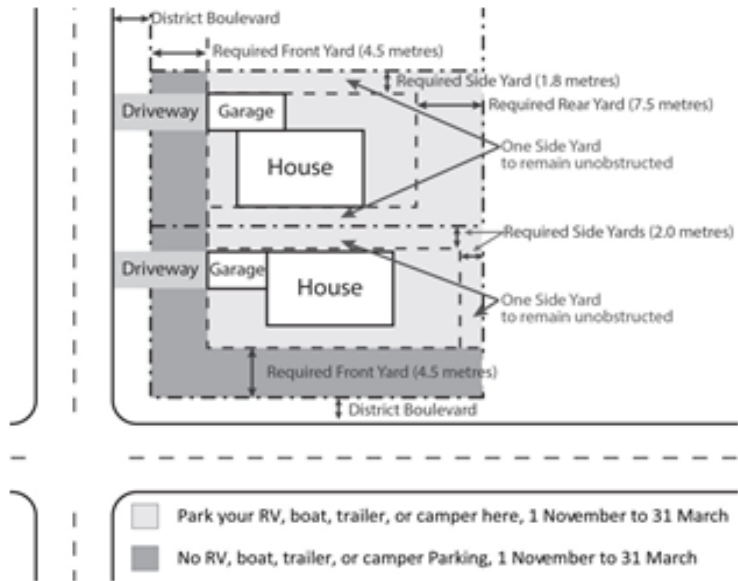 District Boulevard
Required Front Yard (4.5 metres)
Required Side Yard (1.8 metres)
Required Rear Yard (7.5 metres)
Driveway
Garage
One Side Yard
to remain unobstructed
House
Required Side Yards (2.0 metres)
Driveway
Garage
House
One Side Yard
to remain unobstructed
Required Front Yard (4.5 metres)
District Boulevard
Park your RV, boat, trailer, or camper here, 1 November to 31 March
No RV, boat, trailer, or camper Parking, 1 November to 31 March